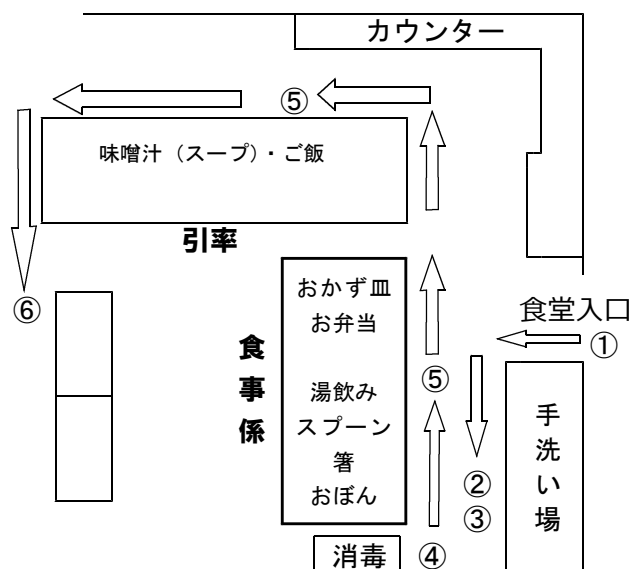 カウンター
⑤
味噌汁（スープ）・ご飯
引率
⑥
おかず皿
お弁当
湯飲み
スプーン
箸
おぼん
食事係
⑤
食堂入口
①
手洗い場
②
③
消毒
④